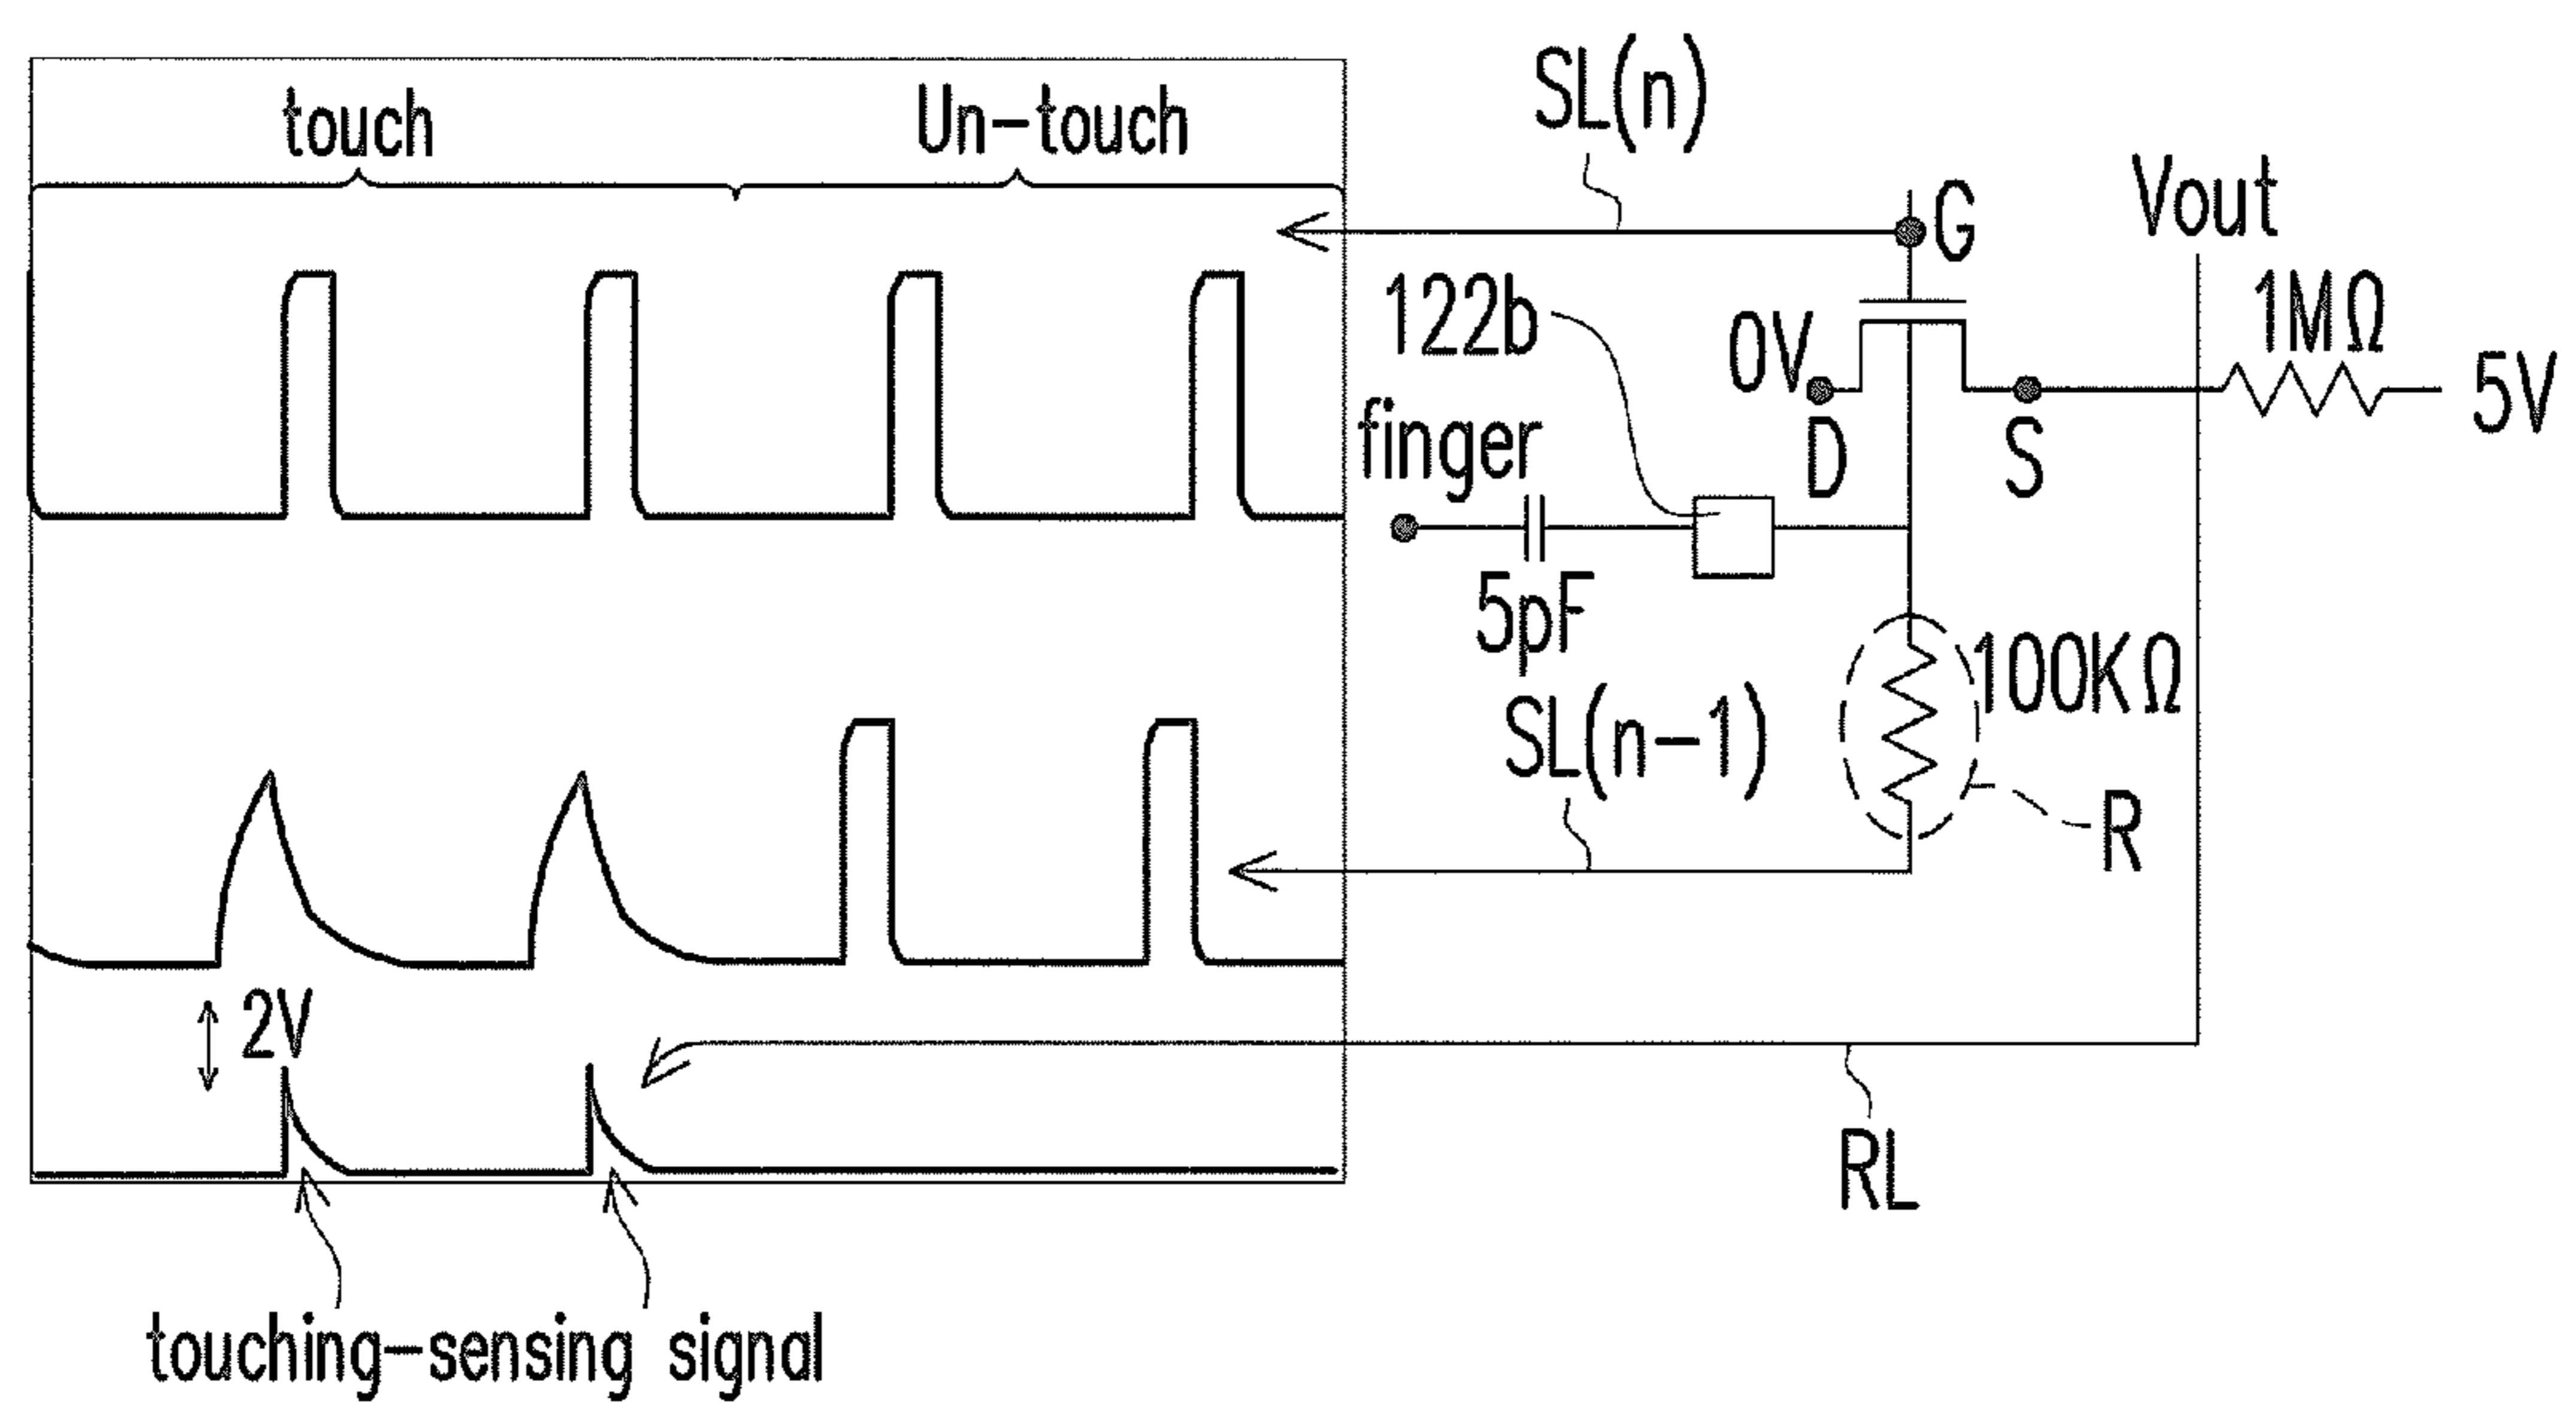 touch
Un-touch
SL(n)
G
Vout
122b
0V
1MΩ
5V
D
S
finger
5pF
100KΩ
SL(n-1)
R
2V
RL
touching-sensing signal